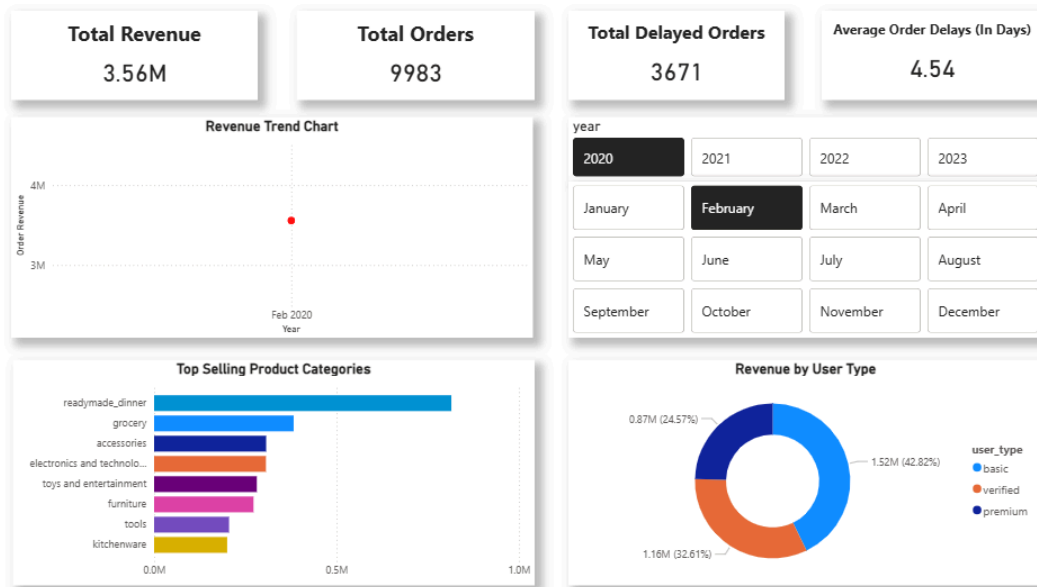 Total Revenue
3.56M
Total Orders
9983
Total Delayed Orders
3671
Average Order Delays (In Days)
4.54
Revenue Trend Chart
4M
3M
Order Revenue
Feb 2020
Year
year
2020
2021
2022
2023
January
February
March
April
May
June
July
August
September
October
November
December
Top Selling Product Categories
readymade_dinner
grocery
accessories
electronics and technolo...
toys and entertainment
furniture
tools
kitchenware
0.0M
0.5M
1.0M
Revenue by User Type
0.87M (24.57%)
1.52M (42.82%)
1.16M (32.61%)
user_type
basic
verified
premium